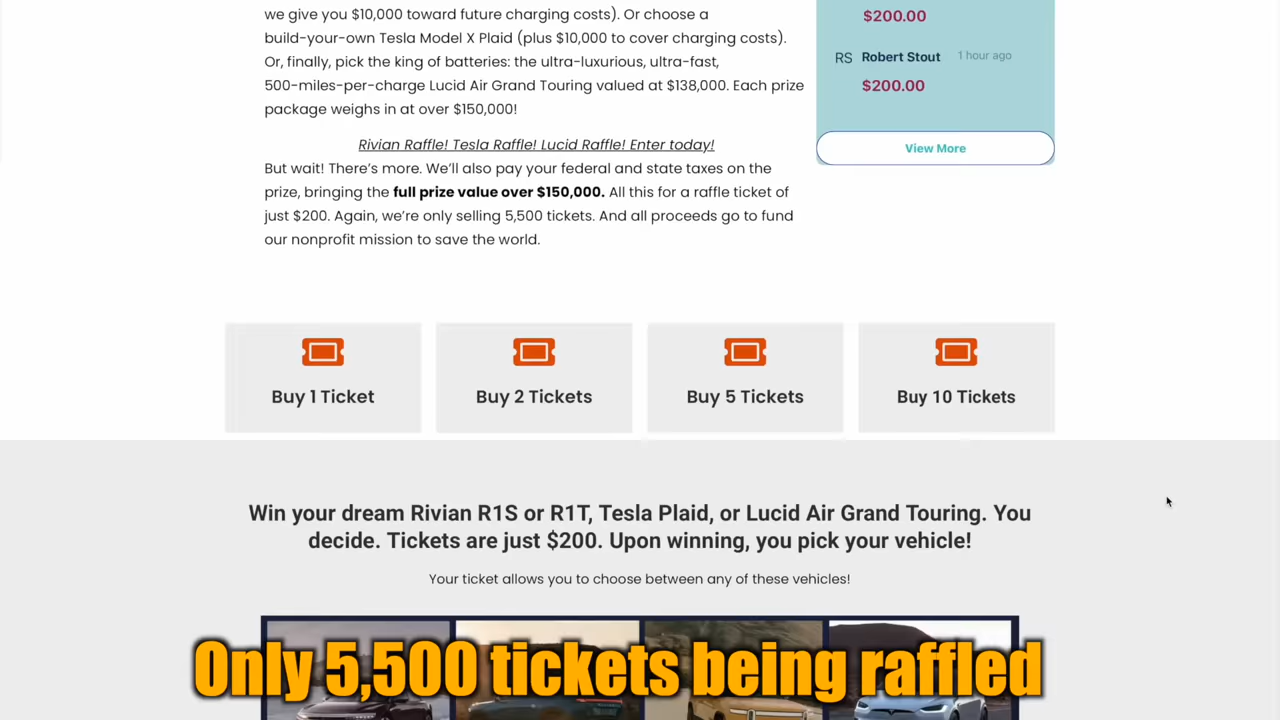 we give you $10,000 toward future charging costs). Or choose a
build-your-own Tesla Model X Plaid (plus $10,000 to cover charging costs).
Or, finally, pick the king of batteries: the ultra-luxurious, ultra-fast,
500-miles-per-charge Lucid Air Grand Touring valued at $138,000. Each prize
package weighs in at over $150,000!
Rivian Raffle! Tesla Raffle! Lucid Raffle! Enter today!
But wait! There's more. We'll also pay your federal and state taxes on the
prize, bringing the full prize value over $150,000. All this for a raffle ticket of
just $200. Again, we're only selling 5,500 tickets. And all proceeds go to fund
our nonprofit mission to save the world.
$200.00
RS Robert Stout 1 hour ago
$200.00
View More
Buy 1 Ticket
Buy 2 Tickets
Buy 5 Tickets
Buy 10 Tickets
Win your dream Rivian R1S or R1T, Tesla Plaid, or Lucid Air Grand Touring. You
decide. Tickets are just $200. Upon winning, you pick your vehicle!
Your ticket allows you to choose between any of these vehicles!
Only 5,500 tickets being raffled